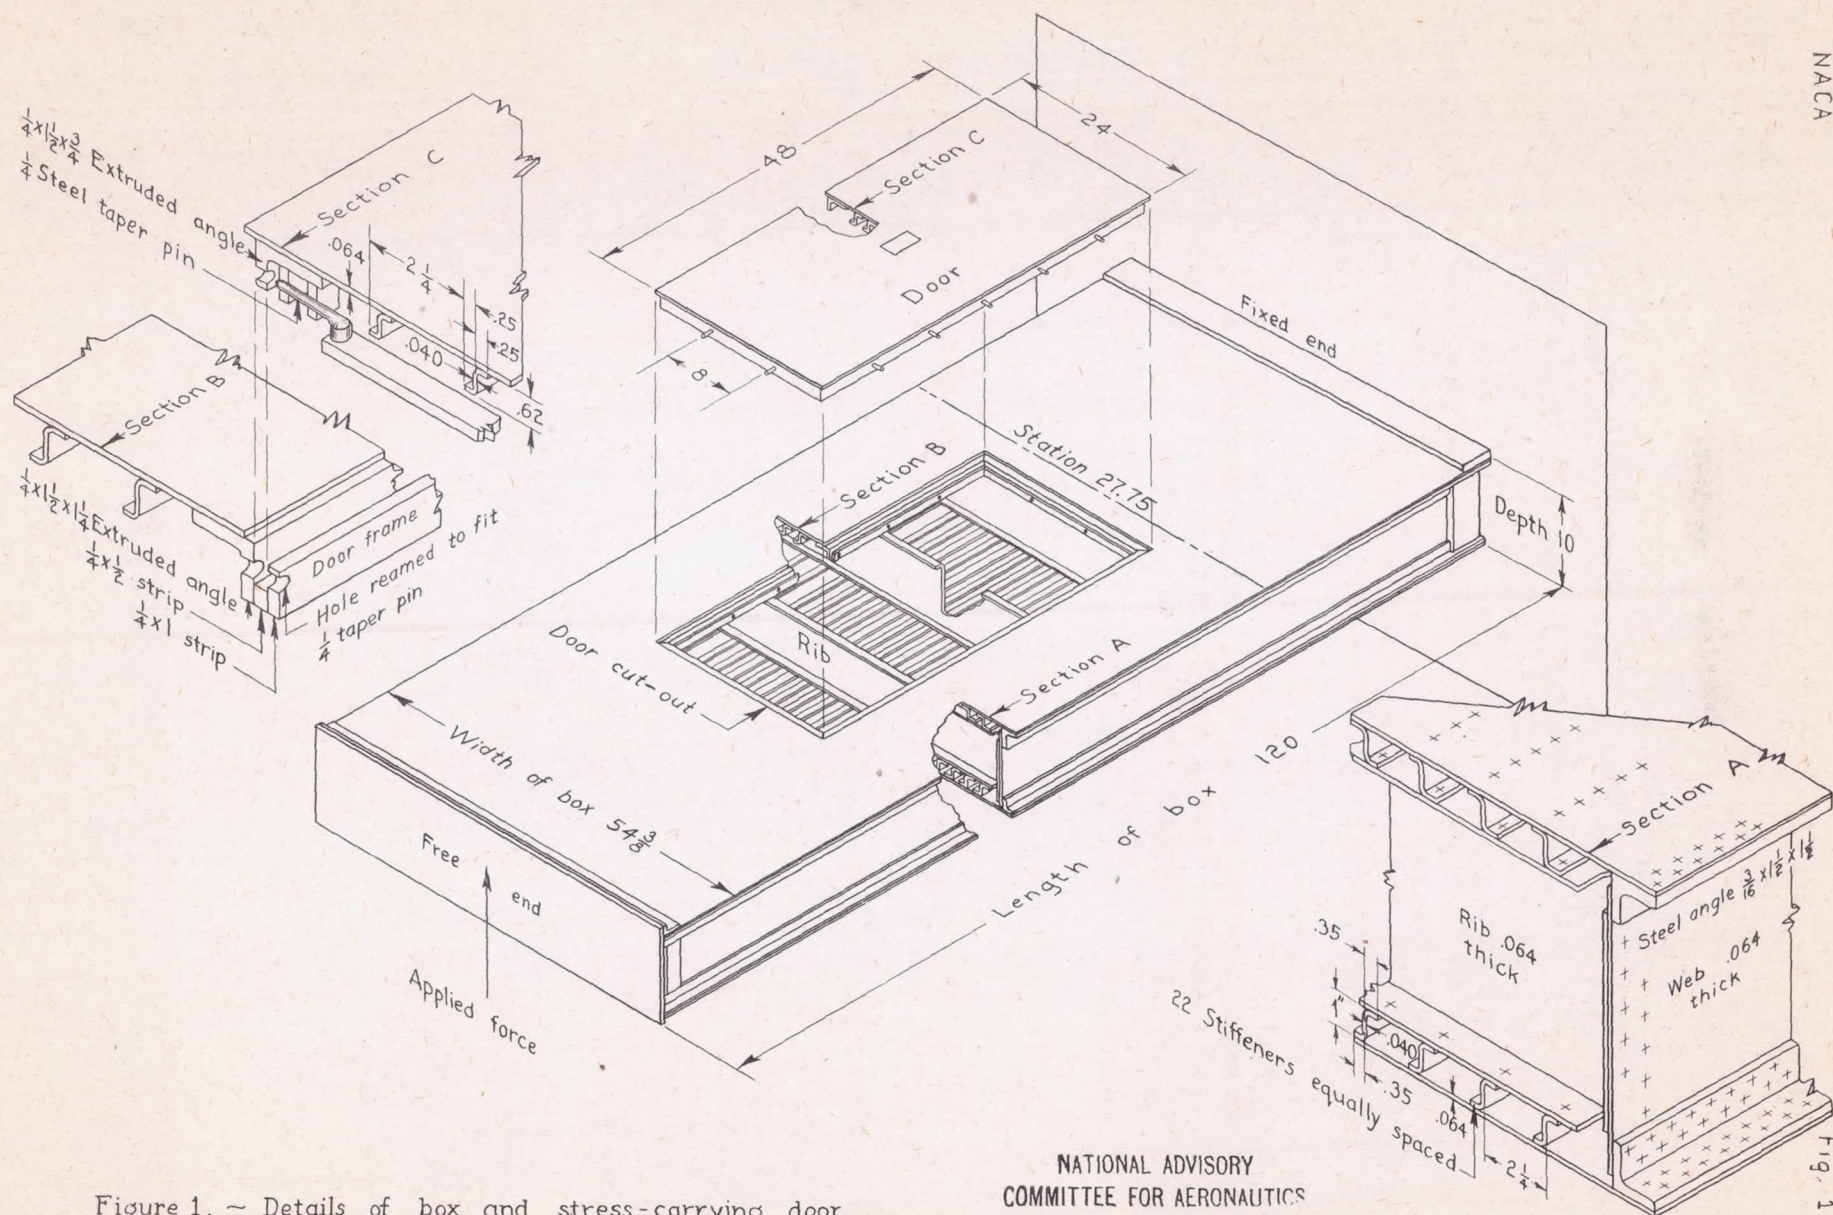 NACA
Fig. 1
1/4 x 1 1/2 x 3/4 Extruded angle
1/4 Steel taper pin
Section C
.064
2 1/4
.25
.25
.040
.62
Section B
1/4 x 1 1/2 x 1 1/4 Extruded angle
1/4 x 1/2 strip
1/4 x 1 strip
Door frame
Hole reamed to fit
1/4 taper pin
48
24
Section C
Door
8
Fixed end
Station 27.75
Section B
Depth 10
Rib
Door cut-out
Section A
Width of box 54 3/8
Free end
Applied force
Length of box 120
Section A
Steel angle 3/16 x 1 1/2 x 1 1/2
Rib .064
thick
Web .064
thick
.35
1"
.040
.35
.064
22 Stiffeners equally spaced
2 1/4
NATIONAL ADVISORY
COMMITTEE FOR AERONAUTICS
Figure 1. ~ Details of box and stress-carrying door